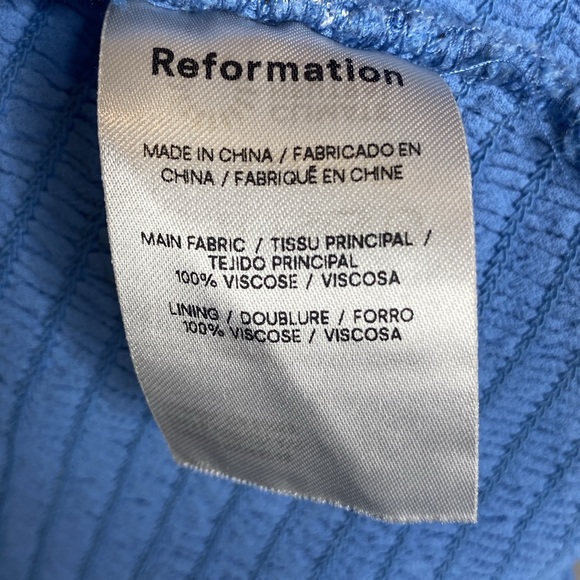 Reformation
MADE IN CHINA / FABRICADO EN
CHINA / FABRIQUÉ EN CHINE
MAIN FABRIC / TISSU PRINCIPAL /
TEJIDO PRINCIPAL
100% VISCOSE / VISCOSA
LINING / DOUBLURE / FORRO
100% VISCOSE / VISCOSA